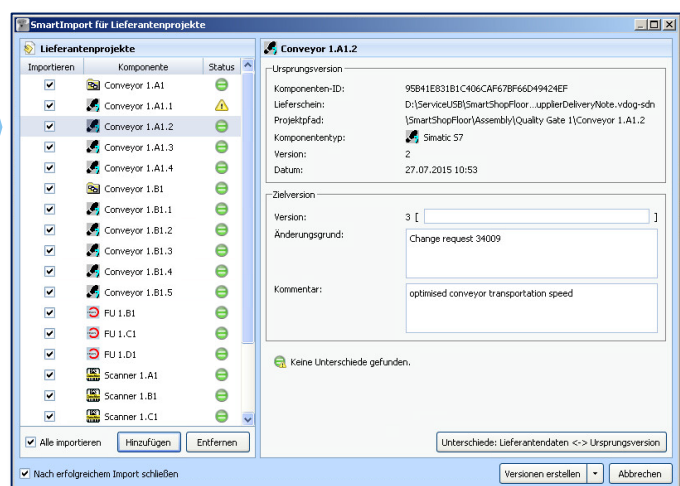 SmartImport für Lieferantenprojekte
Lieferantenprojekte
Importieren Komponente Status
Conveyor 1.A1
Conveyor 1.A1.1
Conveyor 1.A1.2
Conveyor 1.A1.3
Conveyor 1.A1.4
Conveyor 1.B1
Conveyor 1.B1.1
Conveyor 1.B1.2
Conveyor 1.B1.3
Conveyor 1.B1.4
Conveyor 1.B1.5
FU 1.B1
FU 1.C1
FU 1.D1
Scanner 1.A1
Scanner 1.B1
Scanner 1.C1
Alle importieren Hinzufügen Entfernen
Conveyor 1.A1.2
Ursprungsversion
Komponenten-ID: 95B41E831B1C406CAF67BF66D49424EF
Lieferschein: D:\ServiceUSB\SmartShopFloor...upplierDeliveryNote.vdog-sdn
Projektpfad: \SmartShopFloor\Assembly\Quality Gate 1\Conveyor 1.A1.2
Komponententyp: Simatic S7
Version: 2
Datum: 27.07.2015 10:53
Zielversion
Version: 3 [ ]
Änderungsgrund: Change request 34009
Kommentar: optimised conveyor transportation speed
Keine Unterschiede gefunden.
Unterschiede: Lieferantendaten <-> Ursprungsversion
Nach erfolgreichem Import schließen
Versionen erstellen Abbrechen